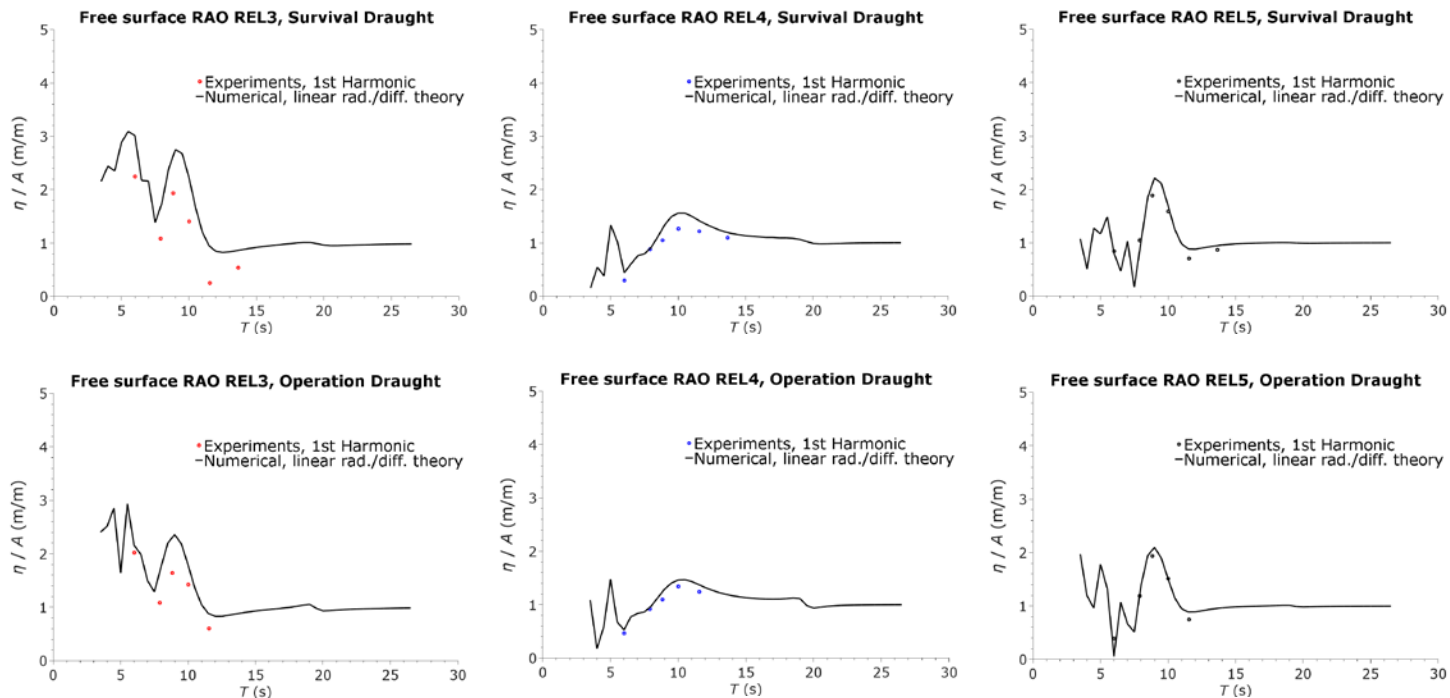 Free surface RAO REL3, Survival Draught
5
4
3
2
1
0
η / A (m/m)
Experiments, 1st Harmonic
Numerical, linear rad./diff. theory
0 5 10 15 20 25 30
T (s)
Free surface RAO REL4, Survival Draught
5
4
3
2
1
0
η / A (m/m)
Experiments, 1st Harmonic
Numerical, linear rad./diff. theory
0 5 10 15 20 25 30
T (s)
Free surface RAO REL5, Survival Draught
5
4
3
2
1
0
η / A (m/m)
Experiments, 1st Harmonic
Numerical, linear rad./diff. theory
0 5 10 15 20 25 30
T (s)
Free surface RAO REL3, Operation Draught
5
4
3
2
1
0
η / A (m/m)
Experiments, 1st Harmonic
Numerical, linear rad./diff. theory
0 5 10 15 20 25 30
T (s)
Free surface RAO REL4, Operation Draught
5
4
3
2
1
0
η / A (m/m)
Experiments, 1st Harmonic
Numerical, linear rad./diff. theory
0 5 10 15 20 25 30
T (s)
Free surface RAO REL5, Operation Draught
5
4
3
2
1
0
η / A (m/m)
Experiments, 1st Harmonic
Numerical, linear rad./diff. theory
0 5 10 15 20 25 30
T (s)